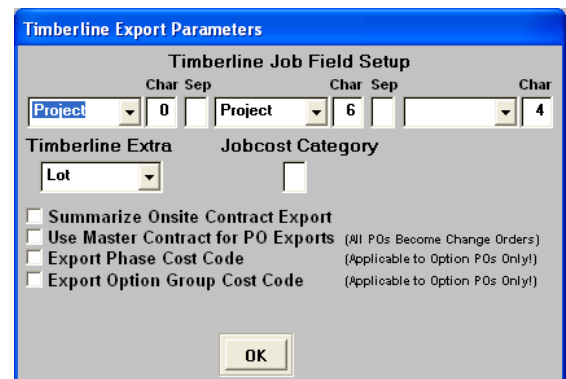 Timberline Export Parameters
Timberline Job Field Setup
Char Sep Char Sep Char
Project 0 Project 6 4
Timberline Extra Jobcost Category
Lot
Summarize Onsite Contract Export
Use Master Contract for PO Exports (All POs Become Change Orders)
Export Phase Cost Code (Applicable to Option POs Only!)
Export Option Group Cost Code (Applicable to Option POs Only!)
OK